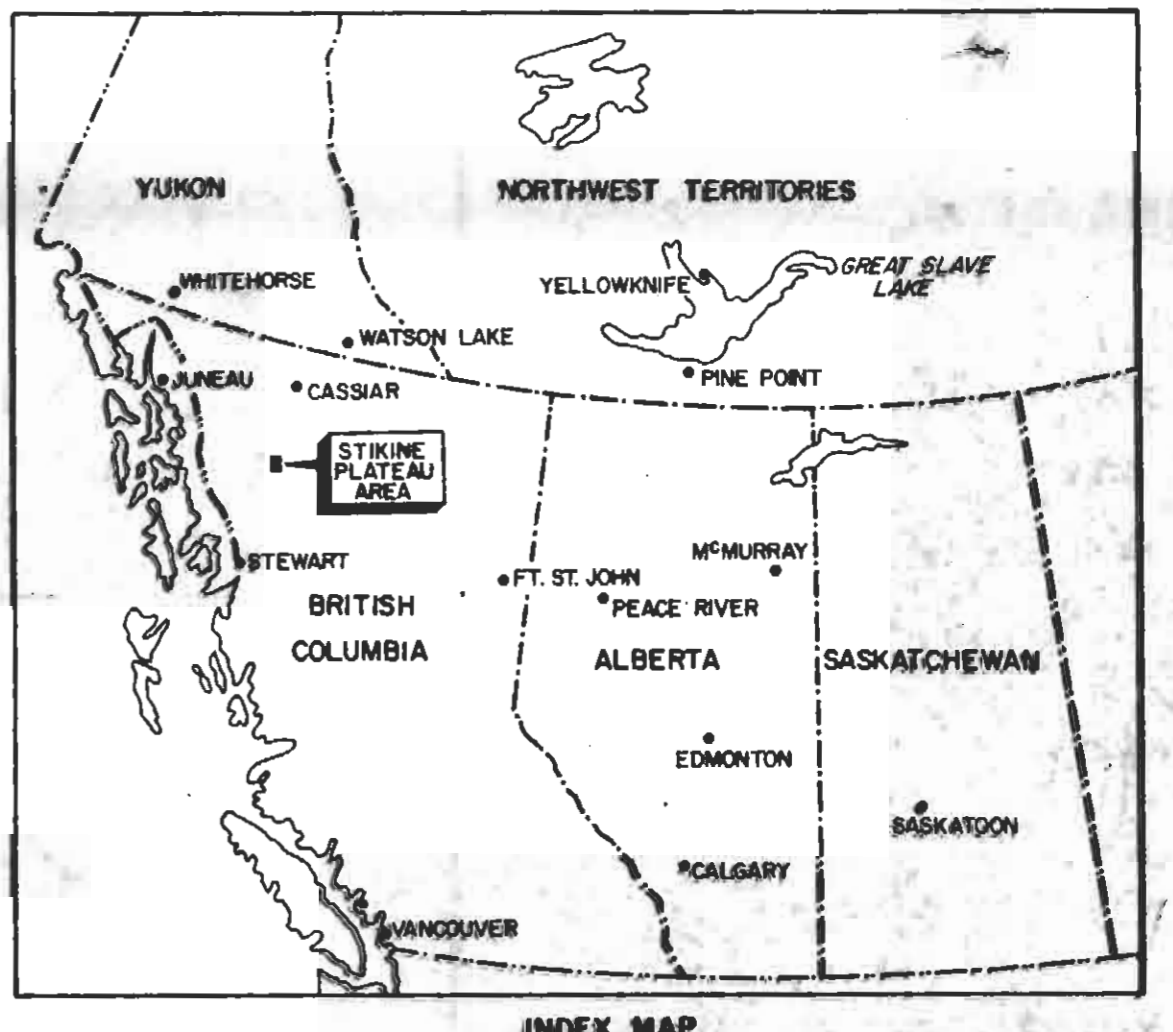 YUKON
NORTHWEST TERRITORIES
WHITEHORSE
YELLOWKNIFE
GREAT SLAVE
LAKE
WATSON LAKE
PINE POINT
JUNEAU
CASSIAR
STIKINE
PLATEAU
AREA
STEWART
McMURRAY
FT. ST. JOHN
PEACE RIVER
BRITISH
COLUMBIA
ALBERTA
SASKATCHEWAN
EDMONTON
SASKATOON
CALGARY
VANCOUVER
INDEX MAP